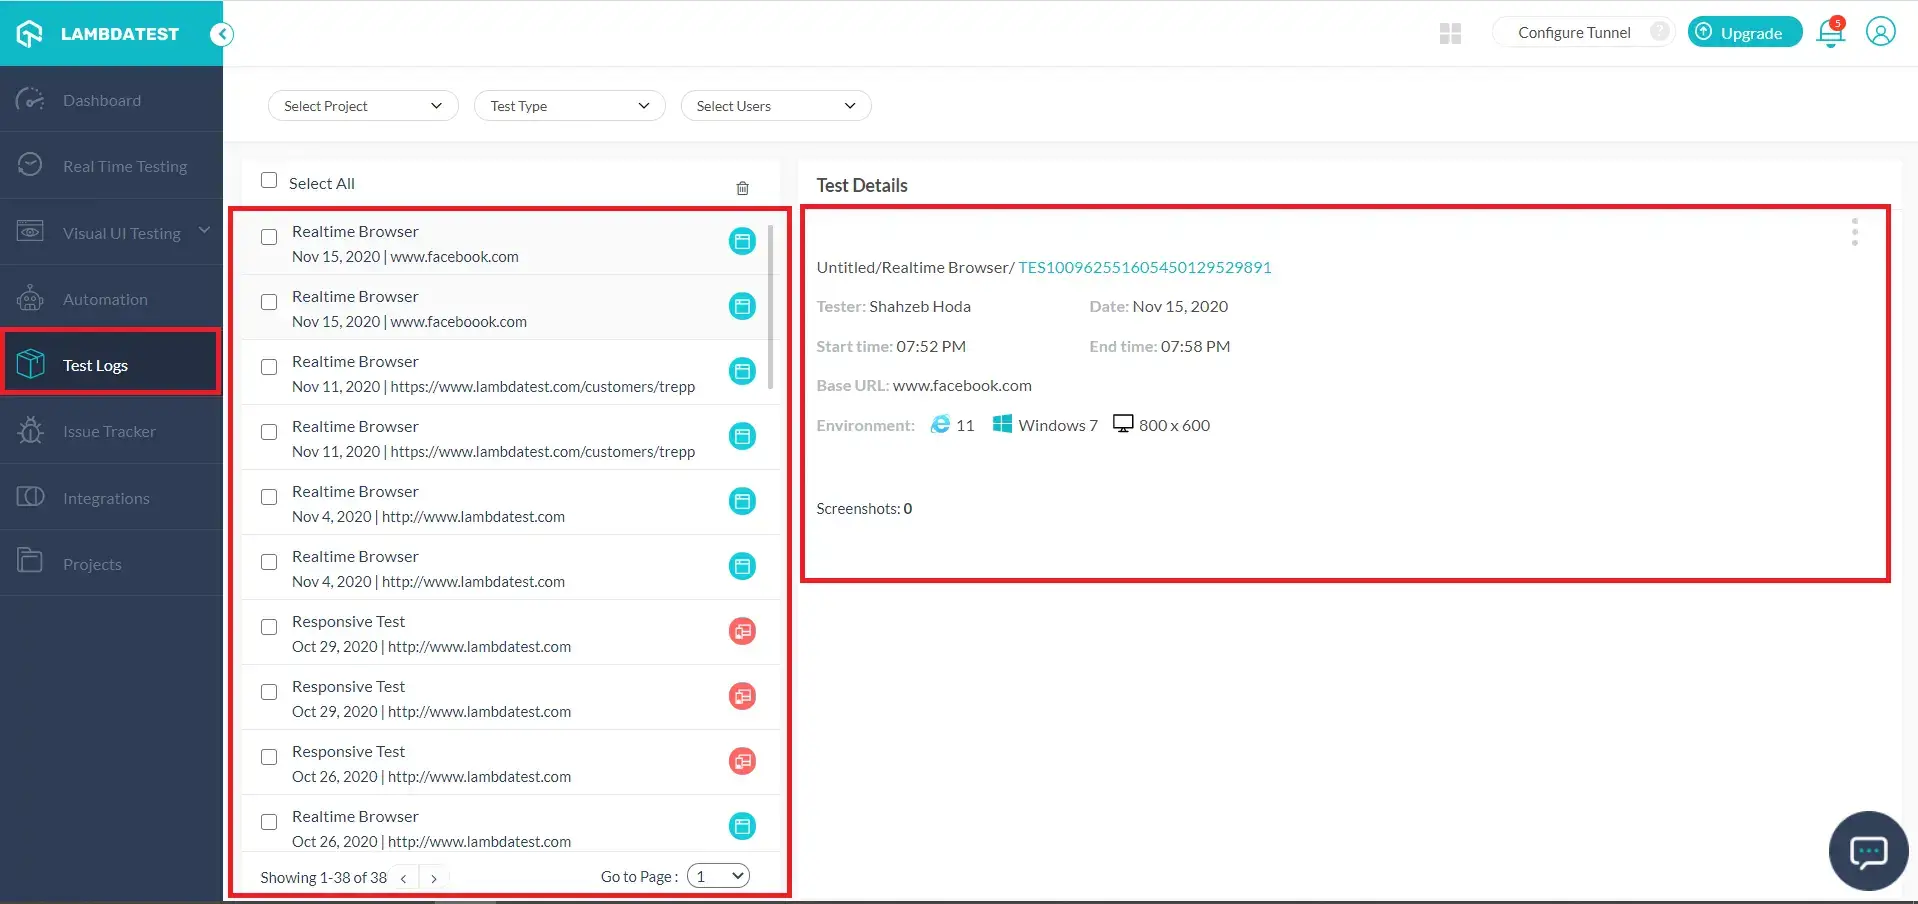 LAMBDATEST
Configure Tunnel ?
Upgrade
5
Dashboard
Real Time Testing
Visual UI Testing
Automation
Test Logs
Issue Tracker
Integrations
Projects
Select Project
Test Type
Select Users
Select All
Realtime Browser
Nov 15, 2020 | www.facebook.com
Realtime Browser
Nov 15, 2020 | www.faceboook.com
Realtime Browser
Nov 11, 2020 | https://www.lambdatest.com/customers/trepp
Realtime Browser
Nov 11, 2020 | https://www.lambdatest.com/customers/trepp
Realtime Browser
Nov 4, 2020 | http://www.lambdatest.com
Realtime Browser
Nov 4, 2020 | http://www.lambdatest.com
Responsive Test
Oct 29, 2020 | http://www.lambdatest.com
Responsive Test
Oct 29, 2020 | http://www.lambdatest.com
Responsive Test
Oct 26, 2020 | http://www.lambdatest.com
Realtime Browser
Oct 26, 2020 | http://www.lambdatest.com
Showing 1-38 of 38 < >
Go to Page : 1
Test Details
Untitled/Realtime Browser/ TES100962551605450129529891
Tester: Shahzeb Hoda
Date: Nov 15, 2020
Start time: 07:52 PM
End time: 07:58 PM
Base URL: www.facebook.com
Environment: 11 Windows 7 800 x 600
Screenshots: 0